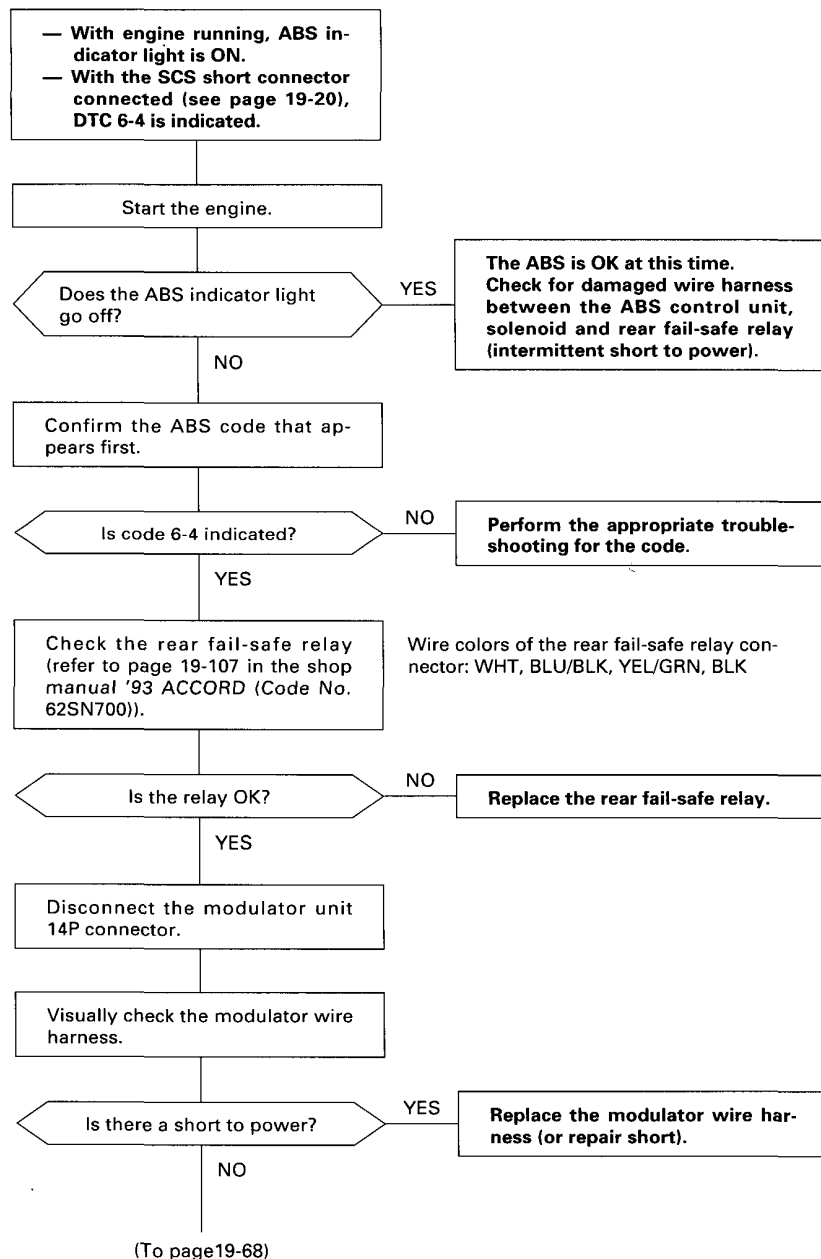 — With engine running, ABS in-
dicator light is ON.
— With the SCS short connector
connected (see page 19-20),
DTC 6-4 is indicated.
Start the engine.
Does the ABS indicator light
go off?
YES
The ABS is OK at this time.
Check for damaged wire harness
between the ABS control unit,
solenoid and rear fail-safe relay
(intermittent short to power).
NO
Confirm the ABS code that ap-
pears first.
Is code 6-4 indicated?
NO
Perform the appropriate trouble-
shooting for the code.
YES
Check the rear fail-safe relay
(refer to page 19-107 in the shop
manual '93 ACCORD (Code No.
62SN700)).
Wire colors of the rear fail-safe relay con-
nector: WHT, BLU/BLK, YEL/GRN, BLK
Is the relay OK?
NO
Replace the rear fail-safe relay.
YES
Disconnect the modulator unit
14P connector.
Visually check the modulator wire
harness.
Is there a short to power?
YES
Replace the modulator wire har-
ness (or repair short).
NO
(To page19-68)